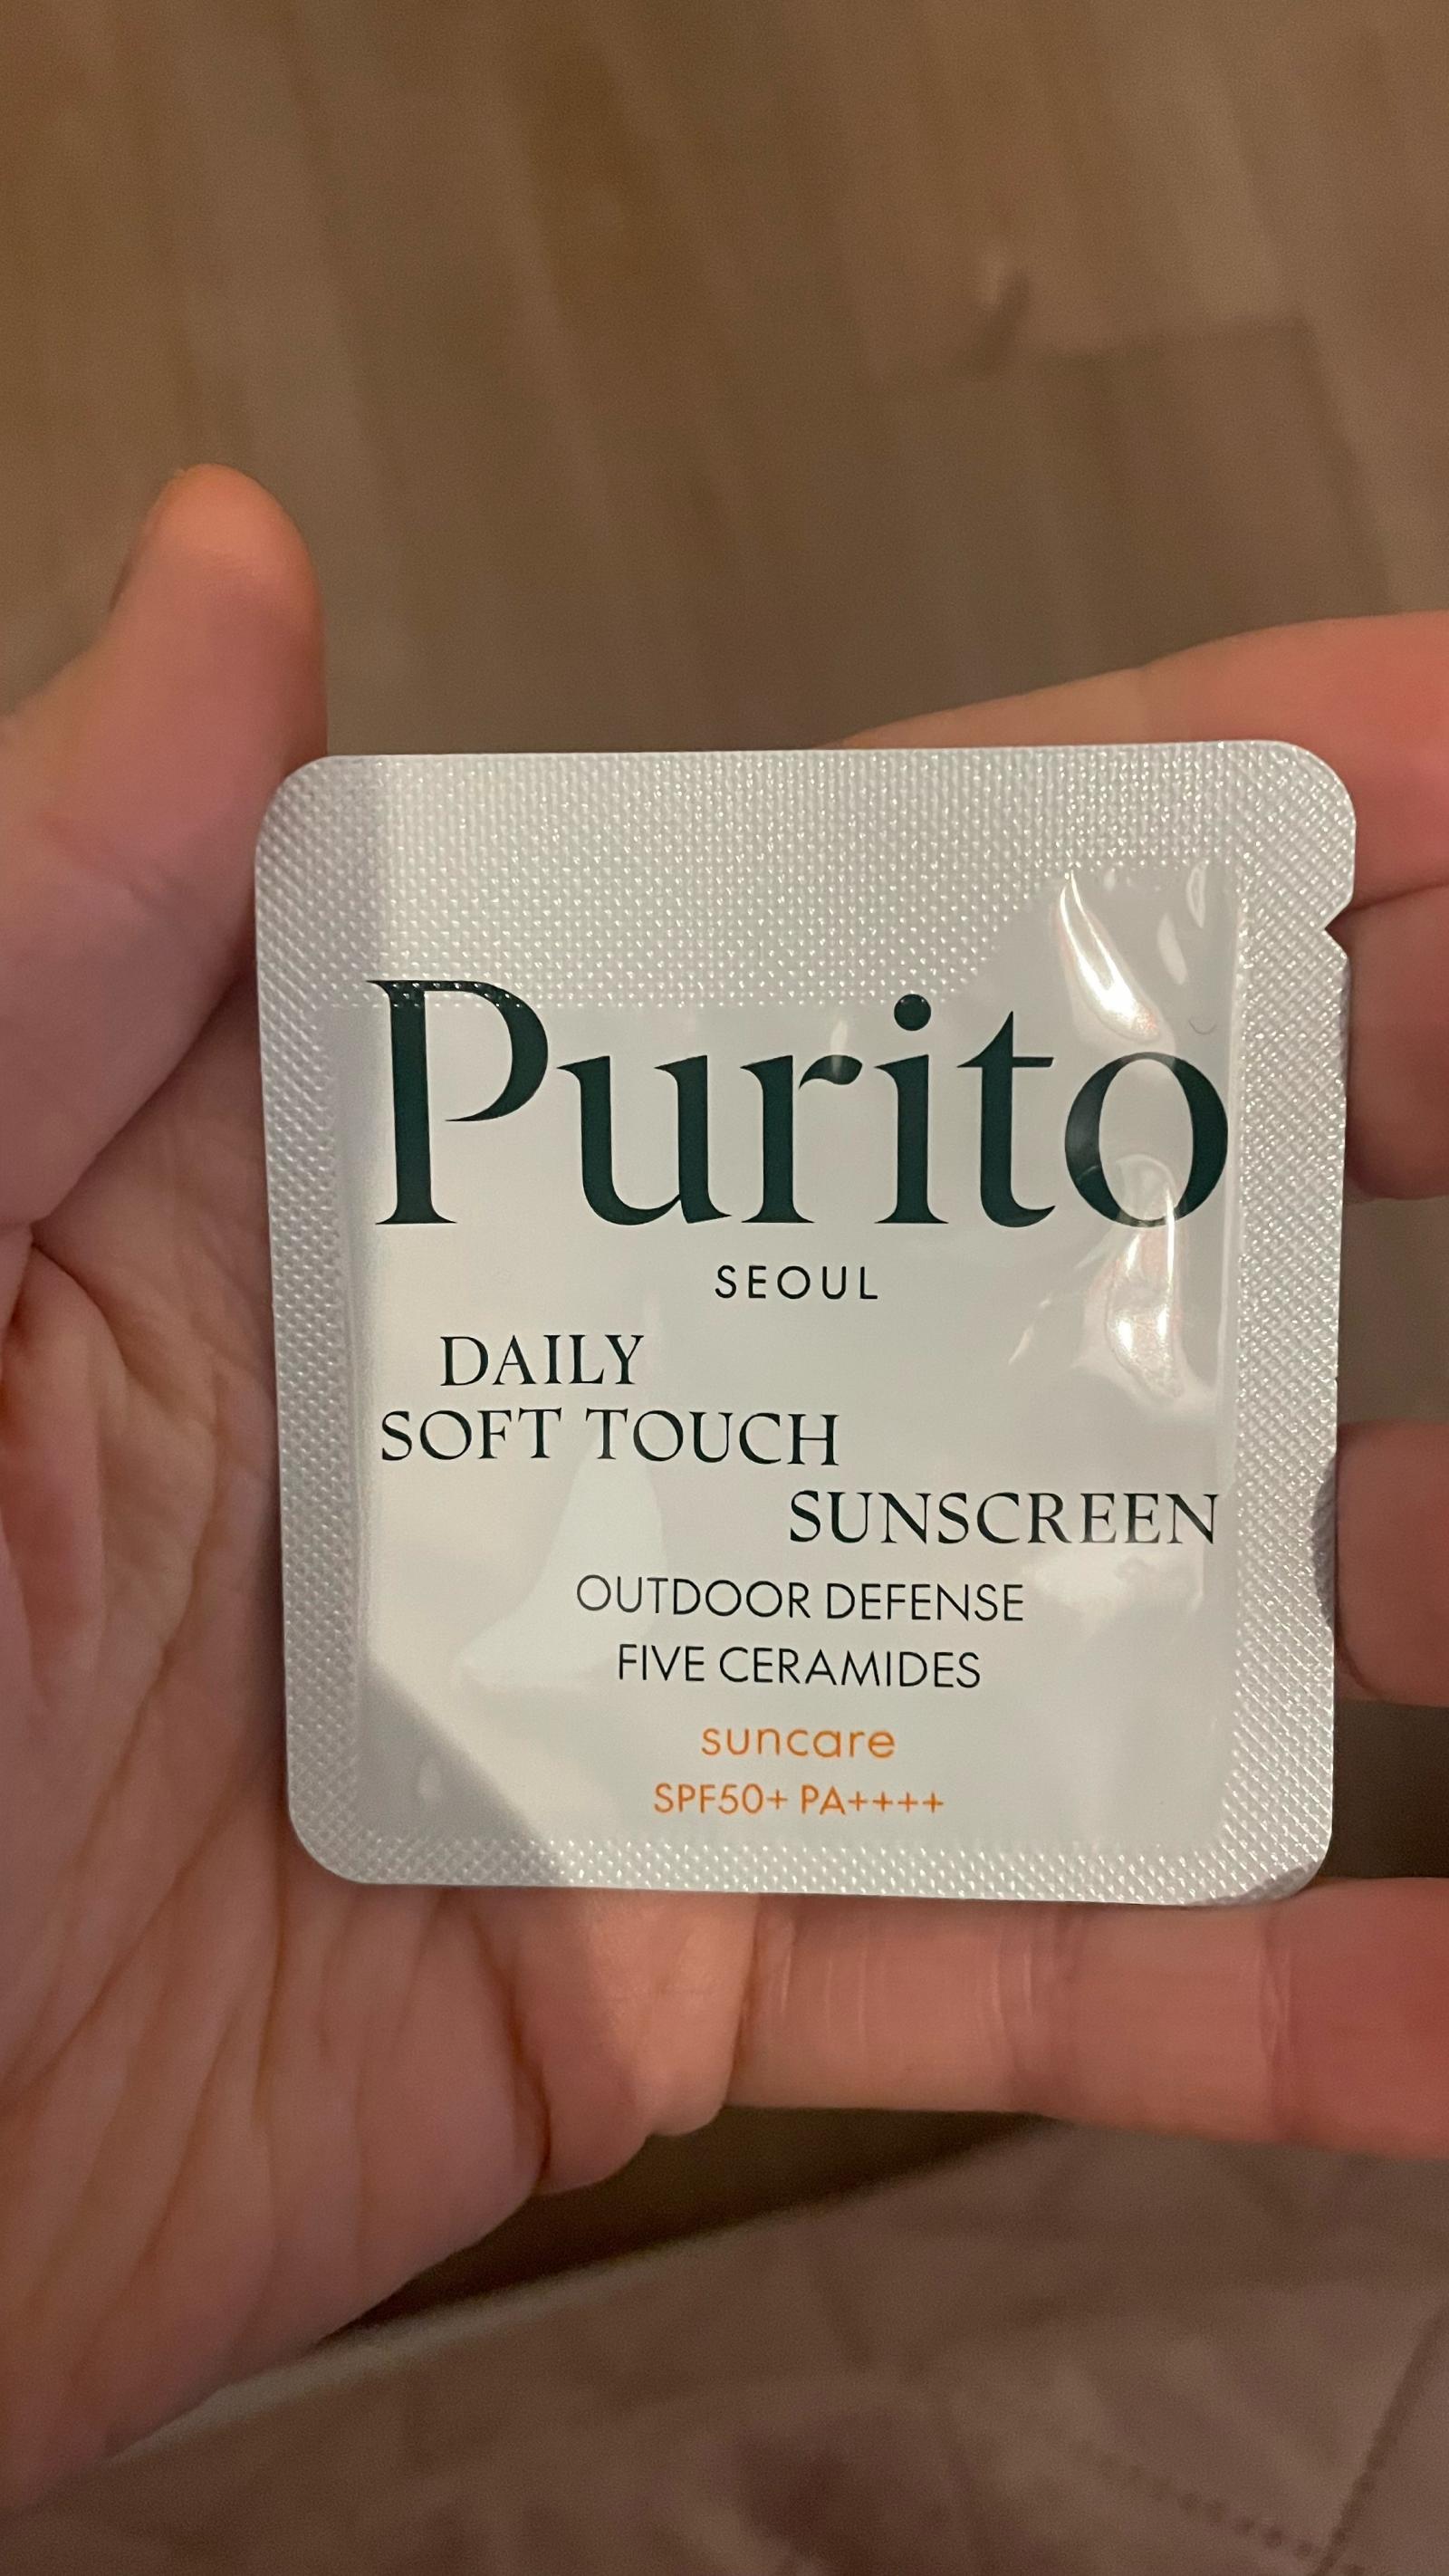 Purito
SEOUL
DAILY
SOFT TOUCH
SUNSCREEN
OUTDOOR DEFENSE
FIVE CERAMIDES
suncare
SPF50+ PA++++